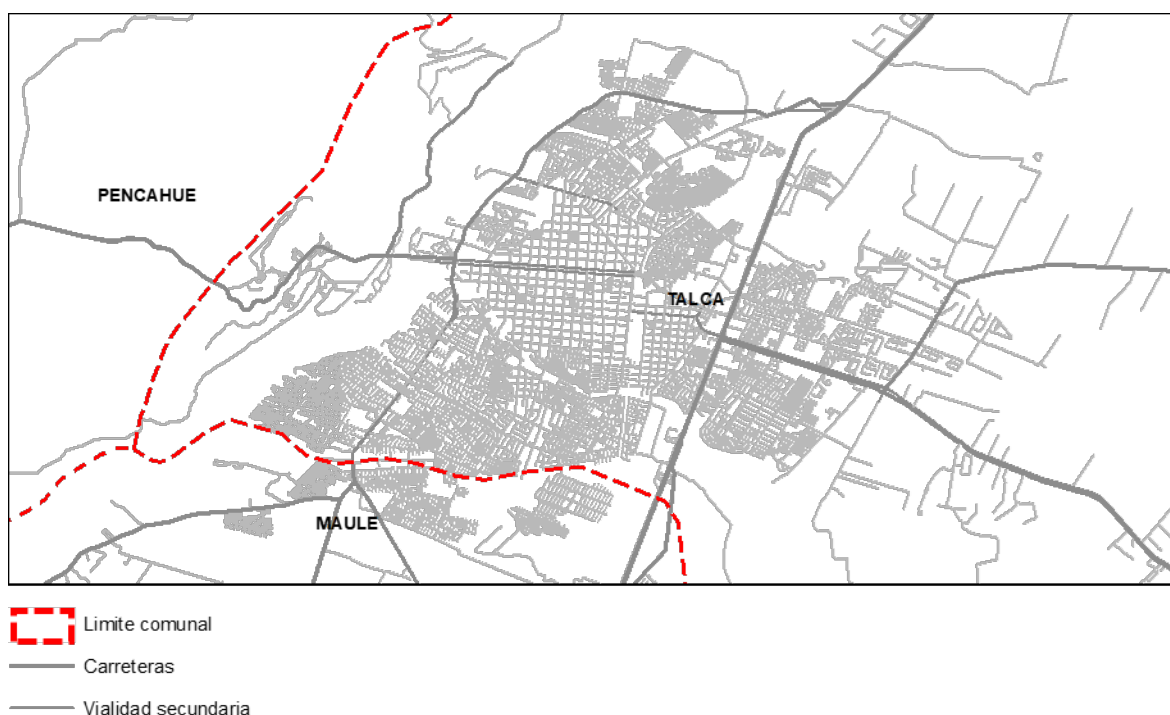 PENCAHUE
TALCA
MAULE
Limite comunal
Carreteras
Vialidad secundaria